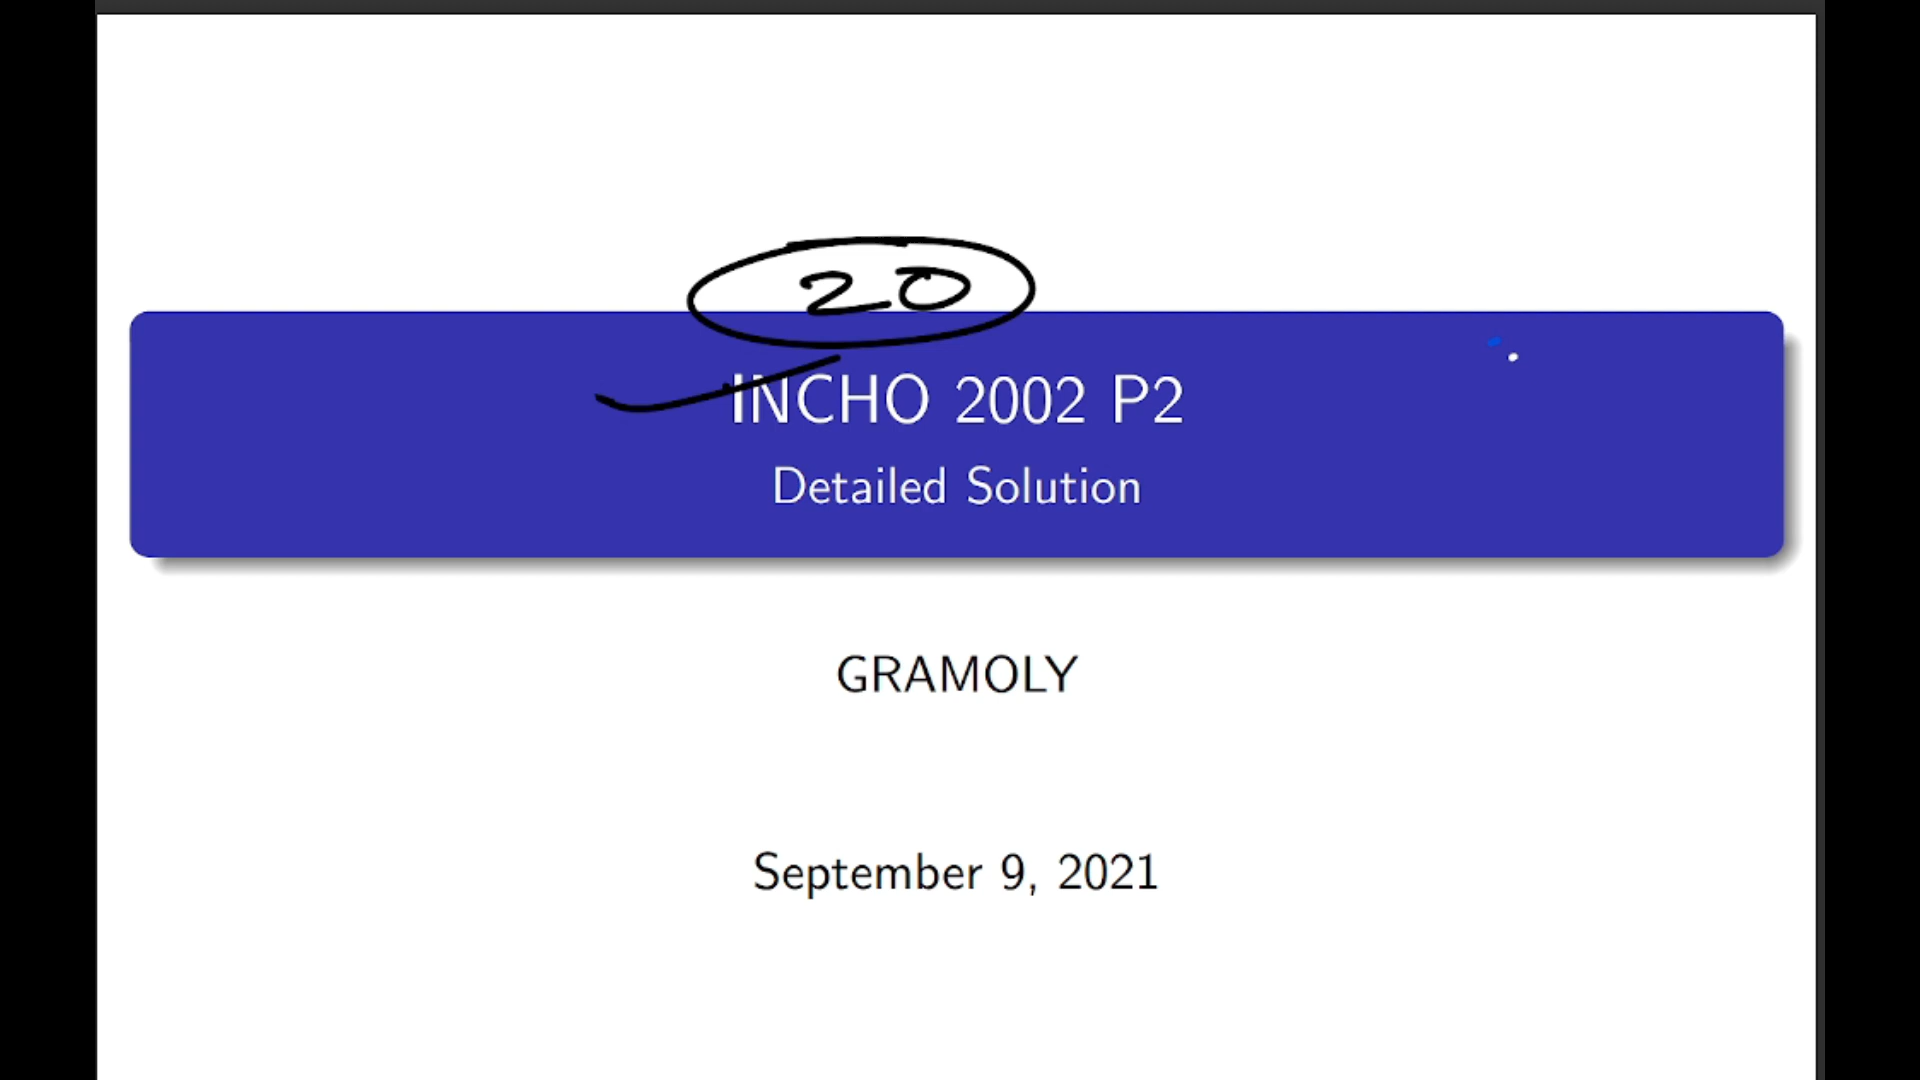 20
INCHO 2002 P2
Detailed Solution
GRAMOLY
September 9, 2021